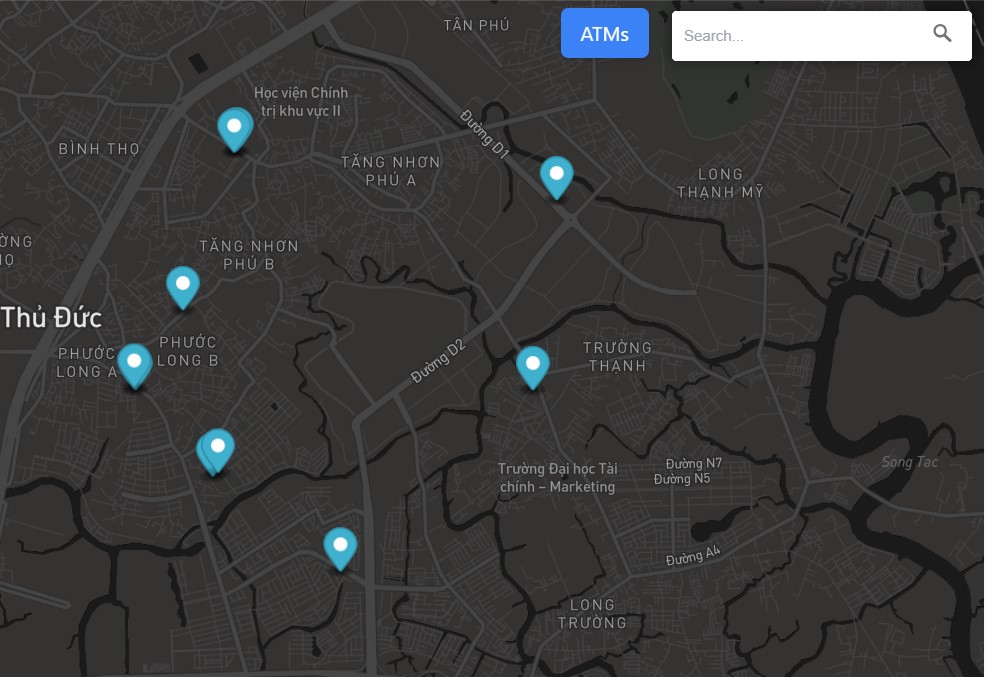 TÂN PHÚ
ATMs
Search...
Học viện Chính
trị khu vực II
Đường D1
BÌNH THỌ
TĂNG NHƠN
PHÚ A
LONG
THẠNH MỸ
TĂNG NHƠN
PHÚ B
Thủ Đức
PHƯỚC
LONG B
PHƯỚC
LONG A
Đường D2
TRƯỜNG
THẠNH
Trường Đại học Tài
chính – Marketing
Đường N7
Đường N5
Song Tac
Đường A4
LONG
TRƯỜNG